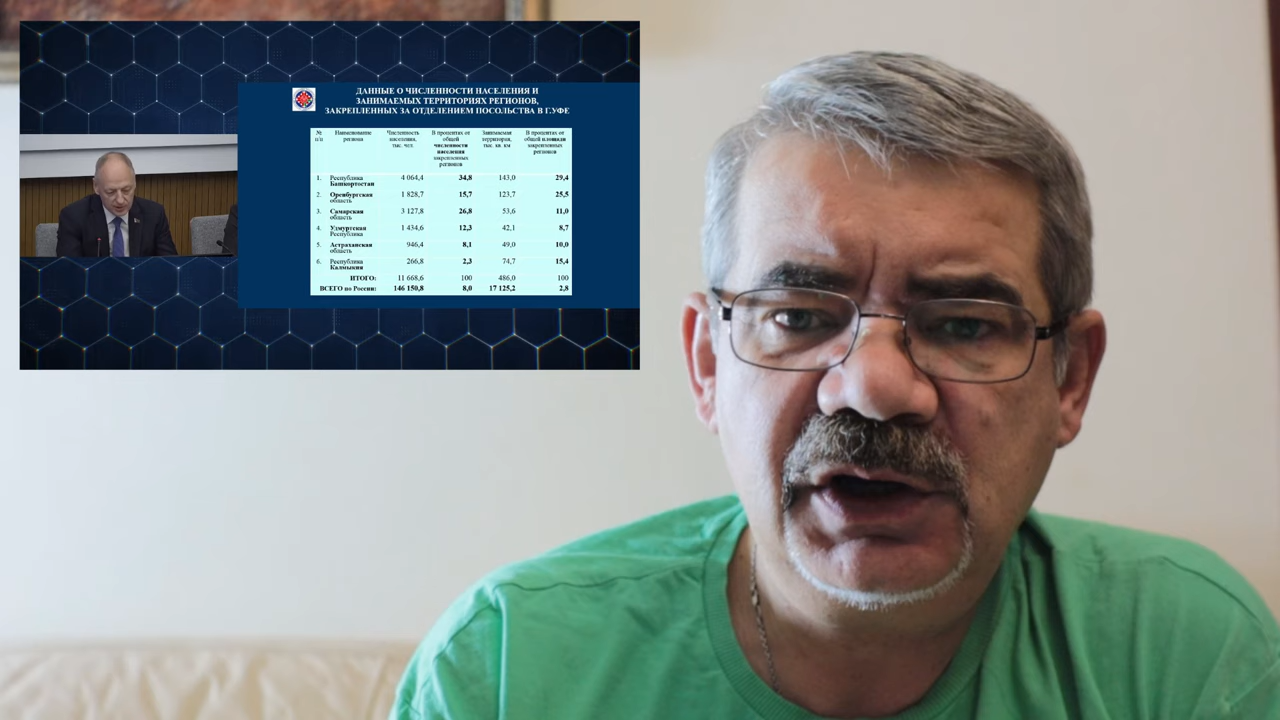 ДАННЫЕ О ЧИСЛЕННОСТИ НАСЕЛЕНИЯ И
ЗАНИМАЕМЫХ ТЕРРИТОРИЯХ РЕГИОНОВ,
ЗАКРЕПЛЕННЫХ ЗА ОТДЕЛЕНИЕМ ПОСОЛЬСТВА В Г.УФЕ
№ п/п Наименование региона Численность населения, тыс. чел. В процентах от общей численности населения закрепленных регионов Занимаемая территория, тыс. кв. км В процентах от общей площади закрепленных регионов
1. Республика Башкортостан 4 064,4 34,8 143,0 29,4
2. Оренбургская область 1 828,7 15,7 123,7 25,5
3. Самарская область 3 127,8 26,8 53,6 11,0
4. Удмуртская Республика 1 434,6 12,3 42,1 8,7
5. Астраханская область 946,4 8,1 49,0 10,0
6. Республика Калмыкия 266,8 2,3 74,7 15,4
ИТОГО: 11 668,6 100 486,0 100
ВСЕГО по России: 146 150,8 8,0 17 125,2 2,8